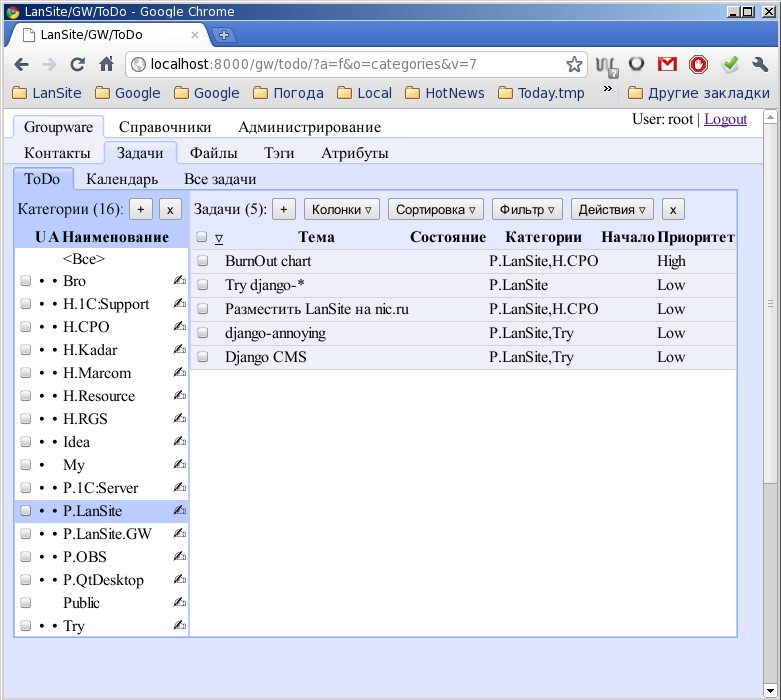 LanSite/GW/ToDo - Google Chrome
LanSite/GW/ToDo
localhost:8000/gw/todo/?a=f&o=categories&v=7
LanSite Google Google Погода Local HotNews Today.tmp » Другие закладки
User: root | Logout
Groupware Справочники Администрирование
Контакты Задачи Файлы Тэги Атрибуты
ToDo Календарь Все задачи
Категории (16): + x Задачи (5): + Колонки ▿ Сортировка ▿ Фильтр ▿ Действия ▿ x
U A Наименование ▽ Тема Состояние Категории Начало Приоритет
<Все>
• • Bro
• • H.1C:Support
• • H.CPO
• • H.Kadar
• • H.Marcom
• • H.Resource
• • H.RGS
• • Idea
• My
• • P.1C:Server
• • P.LanSite
• • P.LanSite.GW
• • P.OBS
• • P.QtDesktop
Public
• • Try
BurnOut chart P.LanSite,H.CPO High
Try django-* P.LanSite Low
Разместить LanSite на nic.ru P.LanSite,H.CPO Low
django-annoying P.LanSite,Try Low
Django CMS P.LanSite,Try Low